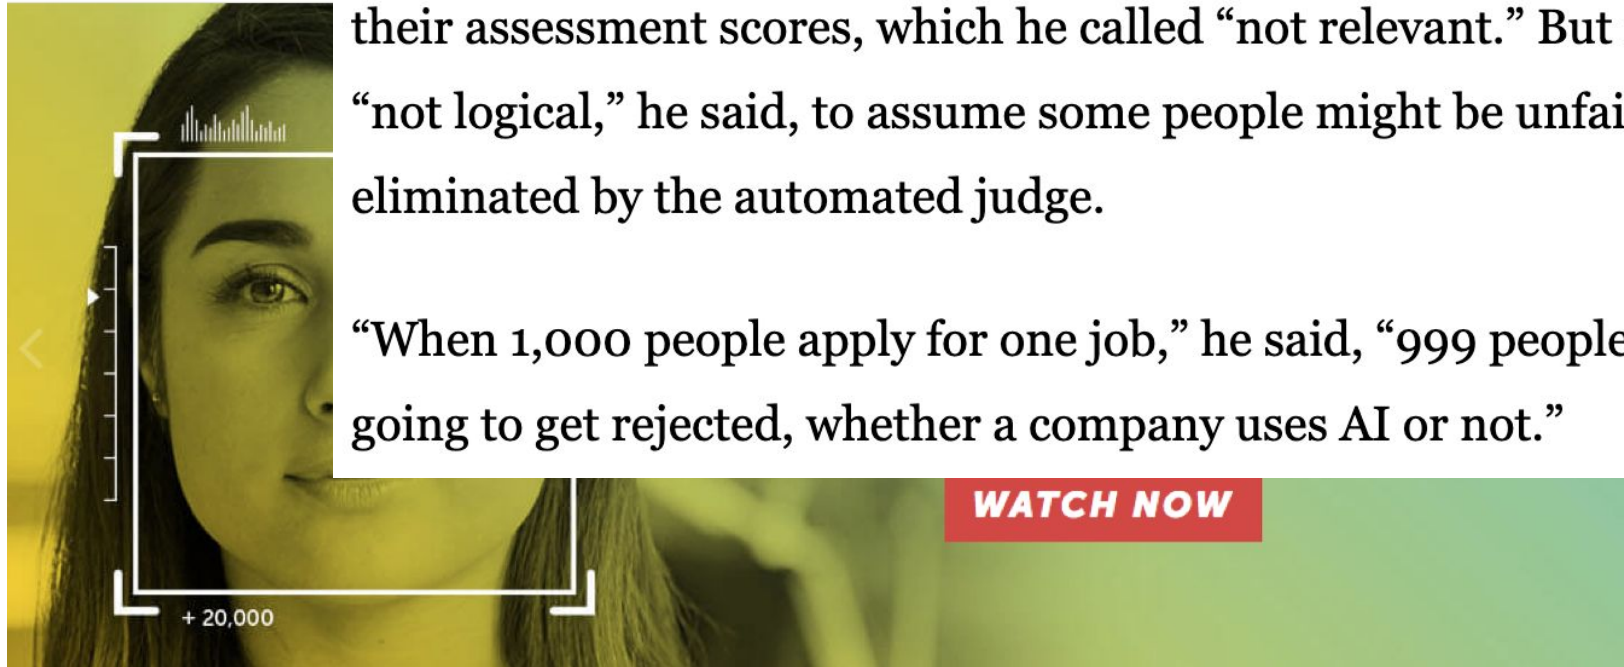 their assessment scores, which he called “not relevant.” But
“not logical,” he said, to assume some people might be unfai
eliminated by the automated judge.
“When 1,000 people apply for one job,” he said, “999 people
going to get rejected, whether a company uses AI or not.”
WATCH NOW
+ 20,000